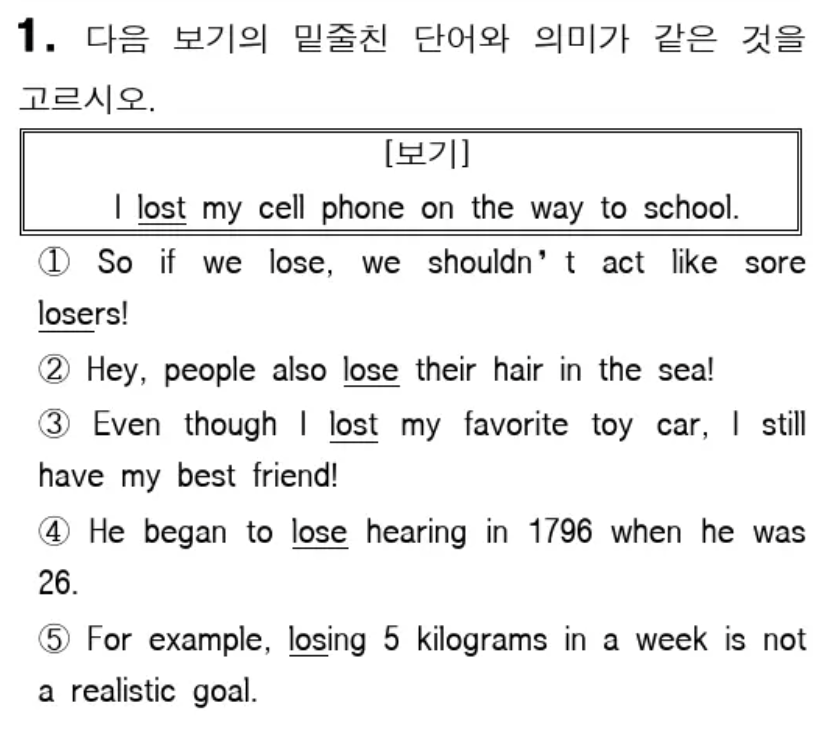 1. 다음 보기의 밑줄친 단어와 의미가 같은 것을
고르시오.
[보기]
I lost my cell phone on the way to school.
① So if we lose, we shouldn’t act like sore
losers!
② Hey, people also lose their hair in the sea!
③ Even though I lost my favorite toy car, I still
have my best friend!
④ He began to lose hearing in 1796 when he was
26.
⑤ For example, losing 5 kilograms in a week is not
a realistic goal.